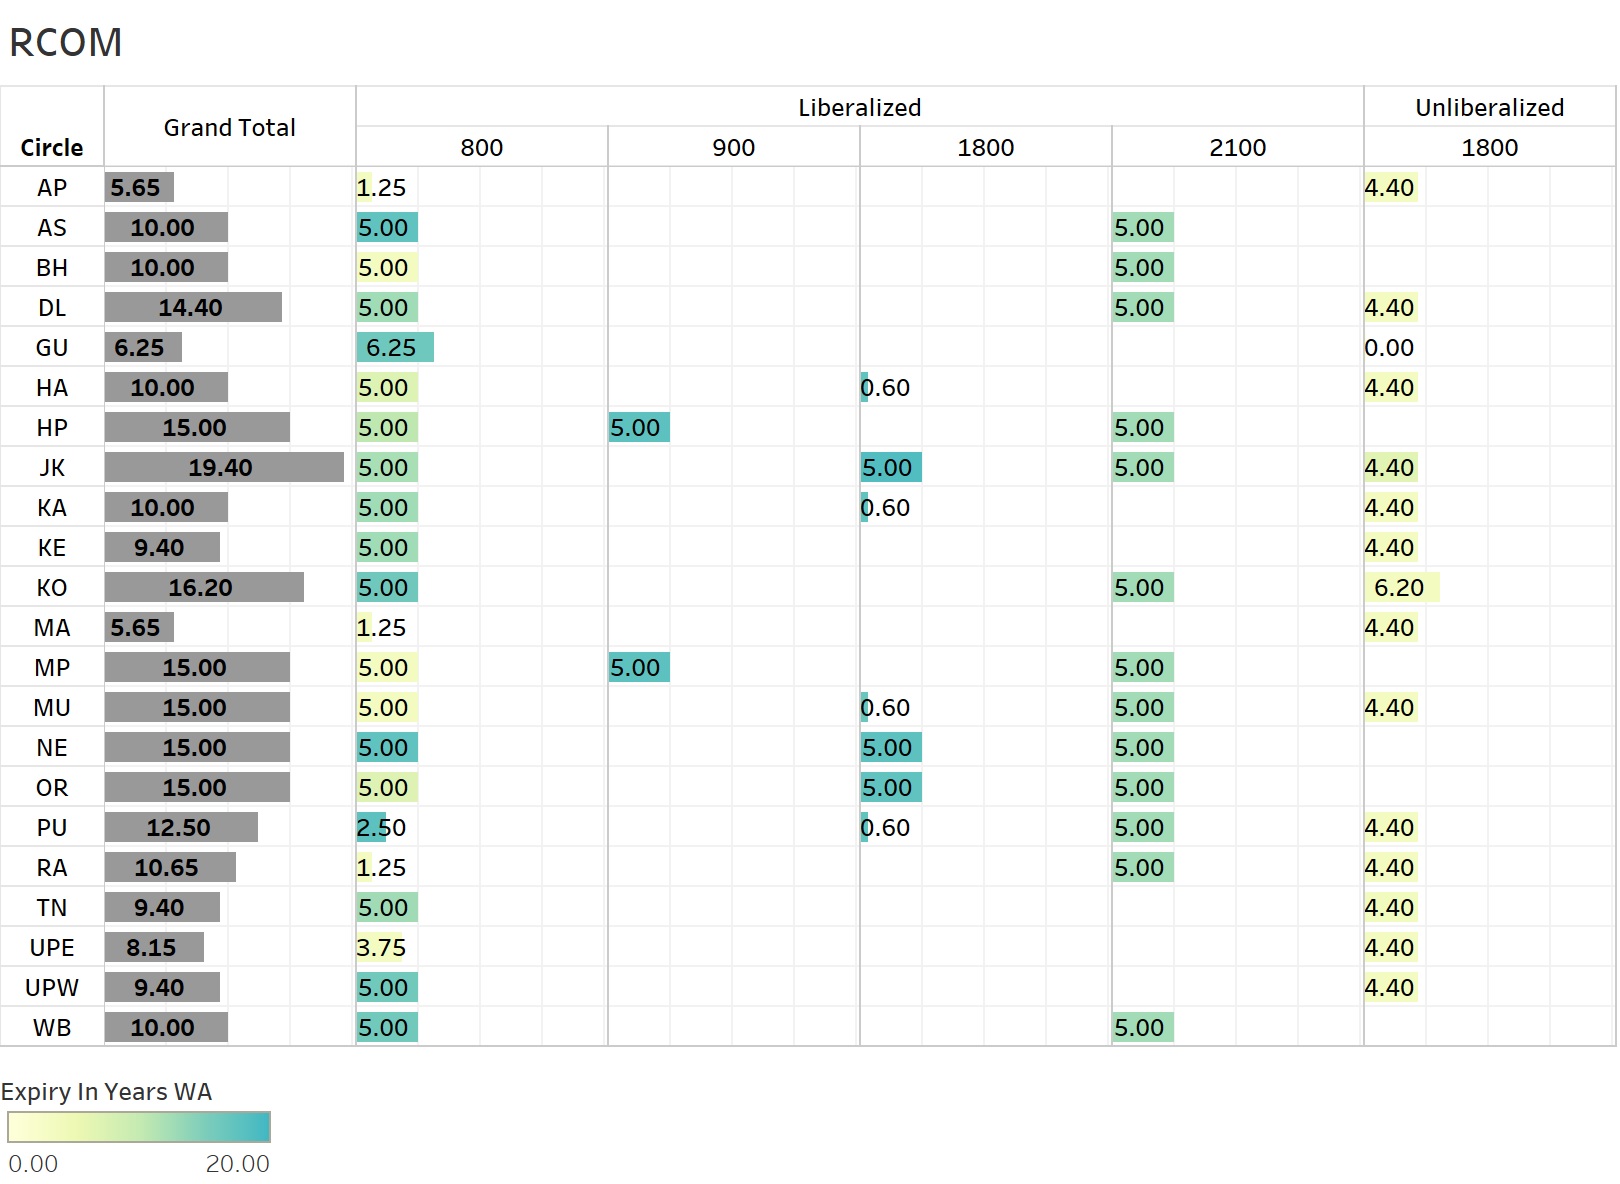 RCOM
Liberalized Unliberalized
Grand Total
Circle 800 900 1800 2100 1800
AP 5.65 1.25 4.40
AS 10.00 5.00 5.00
BH 10.00 5.00 5.00
DL 14.40 5.00 5.00 4.40
GU 6.25 6.25 0.00
HA 10.00 5.00 0.60 4.40
HP 15.00 5.00 5.00 5.00
JK 19.40 5.00 5.00 5.00 4.40
KA 10.00 5.00 0.60 4.40
KE 9.40 5.00 4.40
KO 16.20 5.00 5.00 6.20
MA 5.65 1.25 4.40
MP 15.00 5.00 5.00 5.00
MU 15.00 5.00 0.60 5.00 4.40
NE 15.00 5.00 5.00 5.00
OR 15.00 5.00 5.00 5.00
PU 12.50 2.50 0.60 5.00 4.40
RA 10.65 1.25 5.00 4.40
TN 9.40 5.00 4.40
UPE 8.15 3.75 4.40
UPW 9.40 5.00 4.40
WB 10.00 5.00 5.00
Expiry In Years WA
0.00 20.00